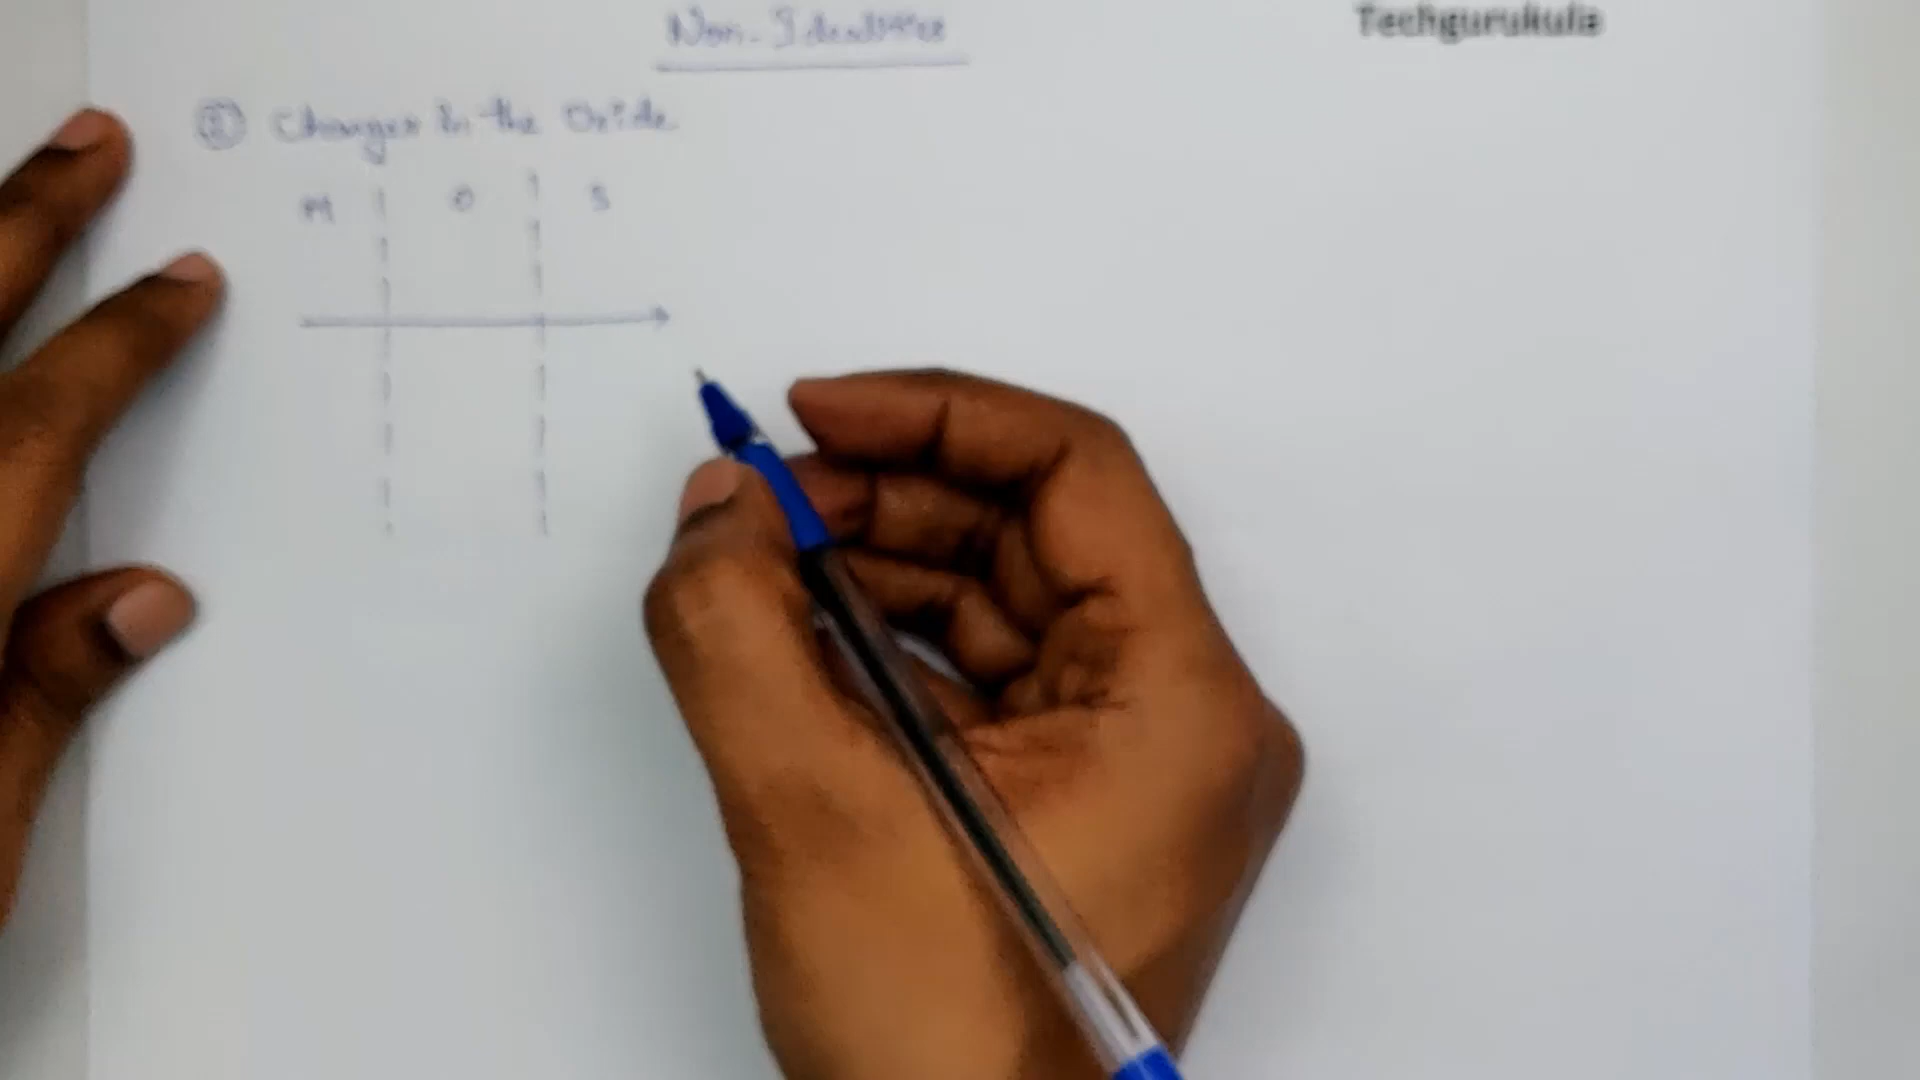 Non-Idealities
Techgurukula
② Changes in the Oxide
M O S